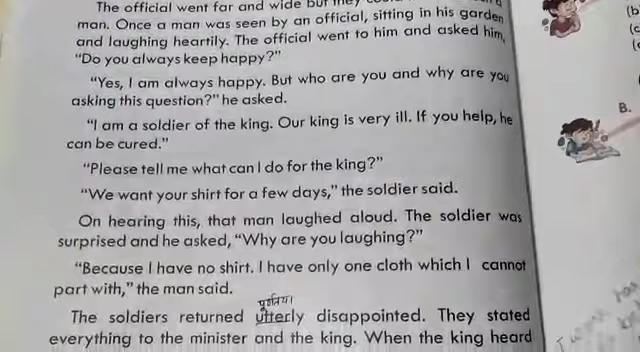 The official went far and wide but they
man. Once a man was seen by an official, sitting in his garden
and laughing heartily. The official went to him and asked him,
“Do you always keep happy?”
“Yes, I am always happy. But who are you and why are you
asking this question?” he asked.
“I am a soldier of the king. Our king is very ill. If you help, he
can be cured.”
“Please tell me what can I do for the king?”
“We want your shirt for a few days,” the soldier said.
On hearing this, that man laughed aloud. The soldier was
surprised and he asked, “Why are you laughing?”
“Because I have no shirt. I have only one cloth which I cannot
part with,” the man said.
पूर्णतया
The soldiers returned utterly disappointed. They stated
everything to the minister and the king. When the king heard
(b
(c
B.